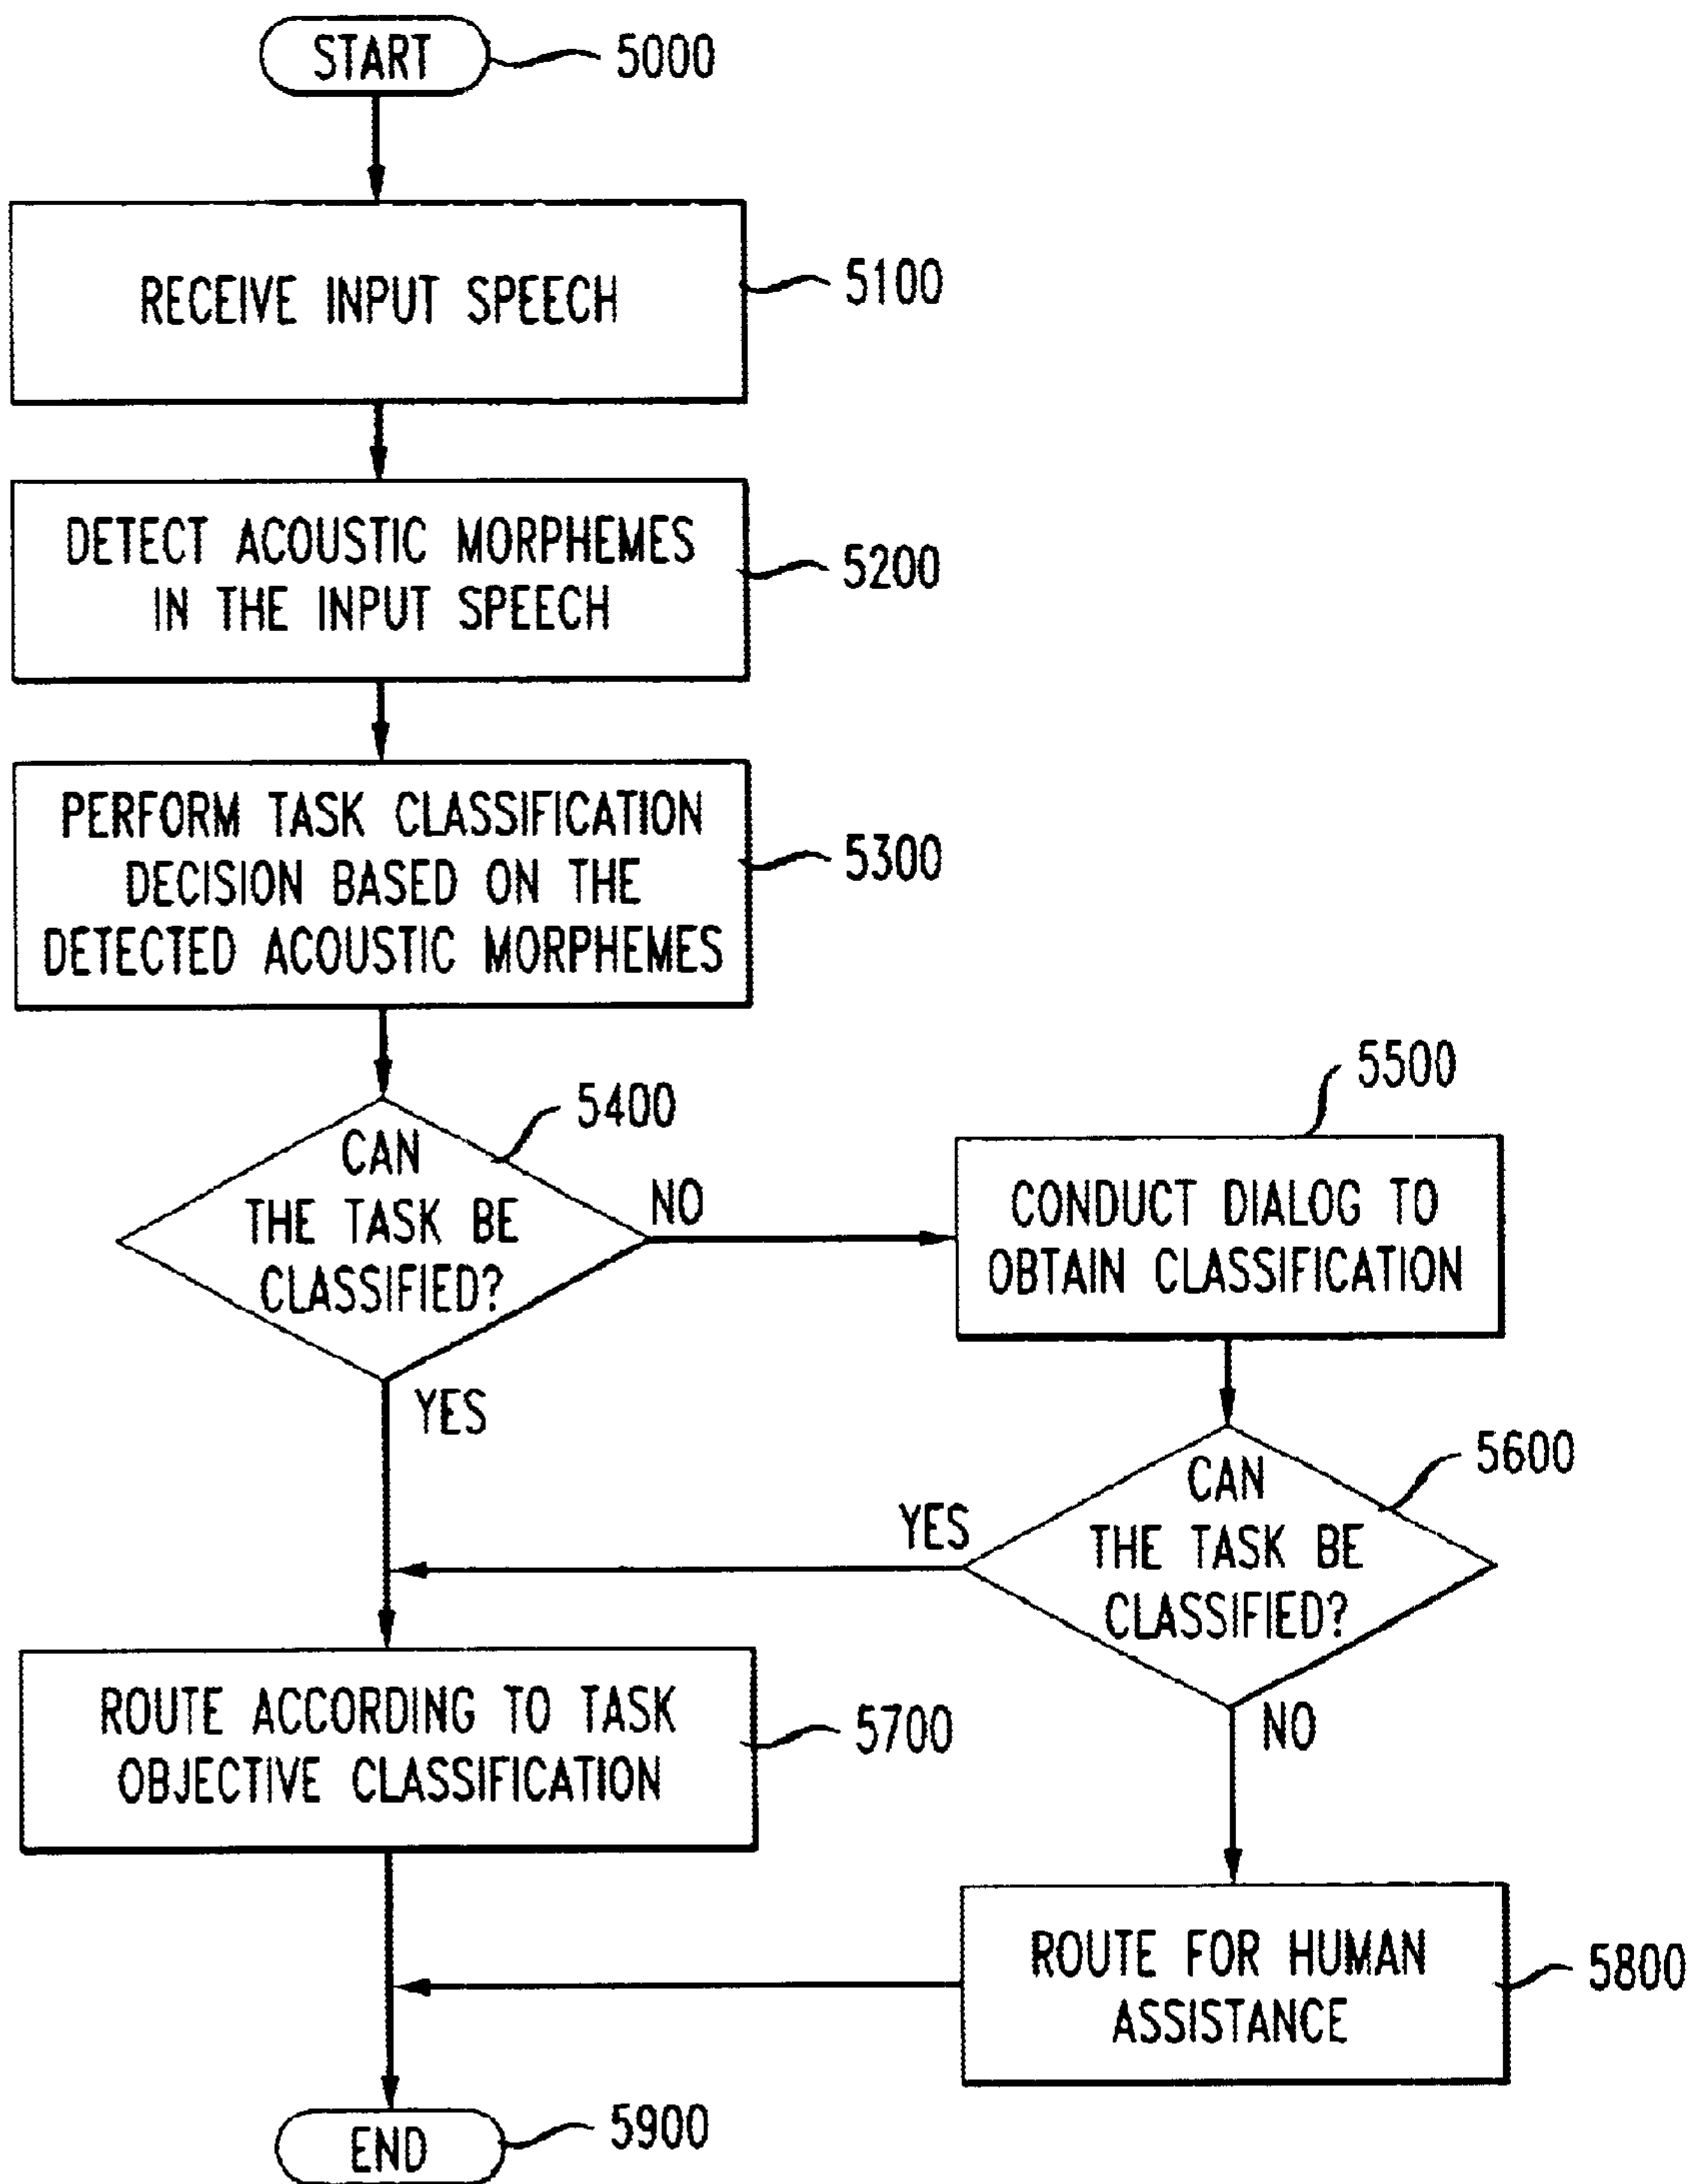 START
5000
RECEIVE INPUT SPEECH
5100
DETECT ACOUSTIC MORPHEMES
IN THE INPUT SPEECH
5200
PERFORM TASK CLASSIFICATION
DECISION BASED ON THE
DETECTED ACOUSTIC MORPHEMES
5300
CAN
THE TASK BE
CLASSIFIED?
5400
NO
YES
5500
CONDUCT DIALOG TO
OBTAIN CLASSIFICATION
CAN
THE TASK BE
CLASSIFIED?
5600
YES
NO
ROUTE ACCORDING TO TASK
OBJECTIVE CLASSIFICATION
5700
ROUTE FOR HUMAN
ASSISTANCE
5800
END
5900